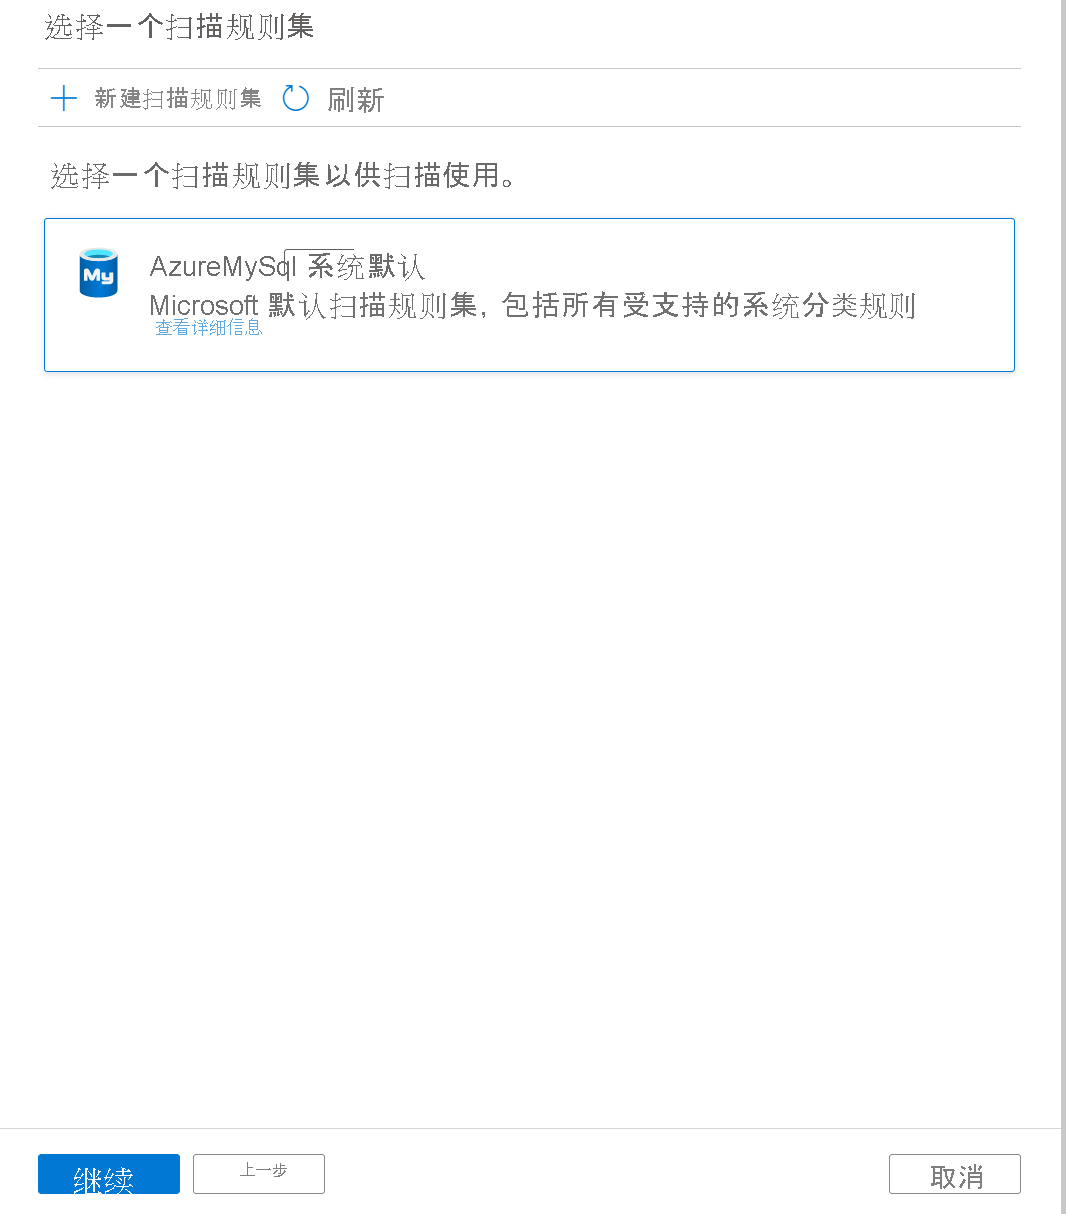 选择一个扫描规则集
新建扫描规则集 刷新
选择一个扫描规则集以供扫描使用。
My
AzureMySql 系统默认
Microsoft 默认扫描规则集，包括所有受支持的系统分类规则
查看详细信息
继续 上一步 取消